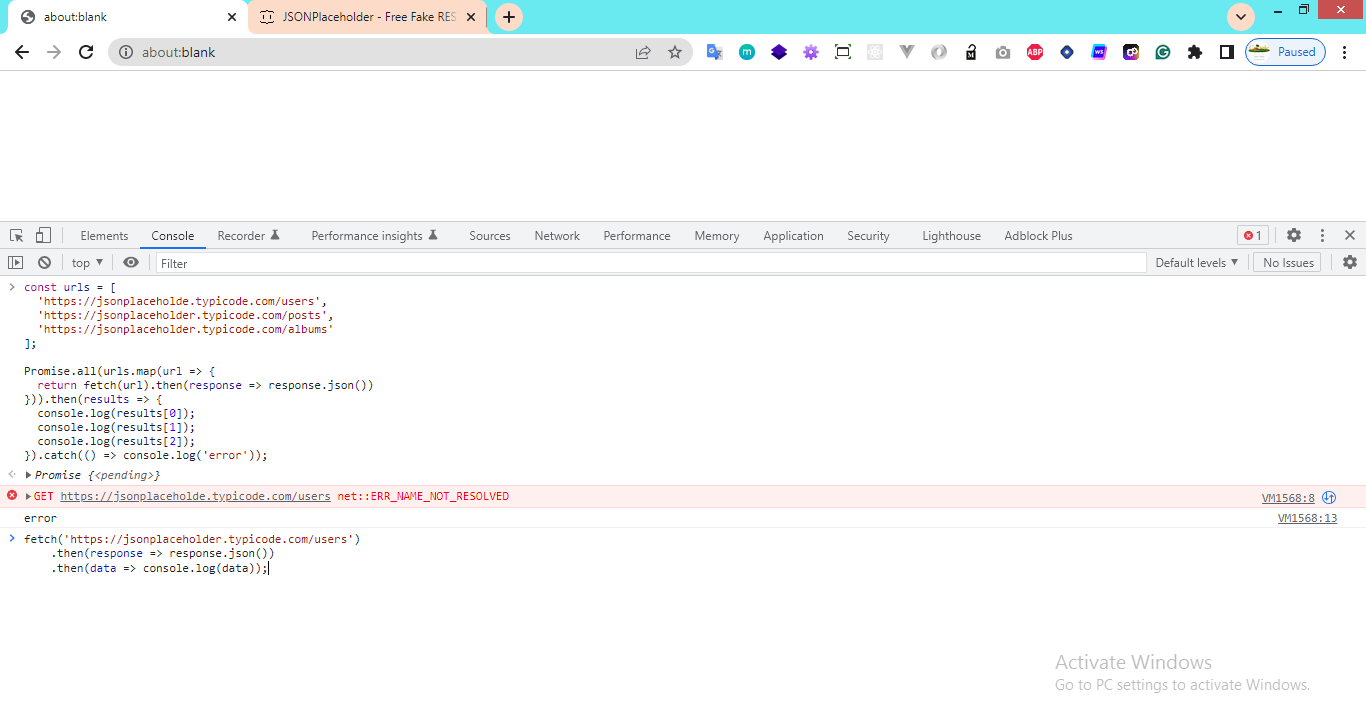 about:blank
JSONPlaceholder - Free Fake RES
about:blank
Paused
Elements Console Recorder Performance insights Sources Network Performance Memory Application Security Lighthouse Adblock Plus 1
top Filter Default levels No Issues
const urls = [
'https://jsonplaceholde.typicode.com/users',
'https://jsonplaceholder.typicode.com/posts',
'https://jsonplaceholder.typicode.com/albums'
];
Promise.all(urls.map(url => {
return fetch(url).then(response => response.json())
})).then(results => {
console.log(results[0]);
console.log(results[1]);
console.log(results[2]);
}).catch(() => console.log('error'));
Promise {<pending>}
GET https://jsonplaceholde.typicode.com/users net::ERR_NAME_NOT_RESOLVED VM1568:8
error VM1568:13
fetch('https://jsonplaceholder.typicode.com/users')
.then(response => response.json())
.then(data => console.log(data));
Activate Windows
Go to PC settings to activate Windows.